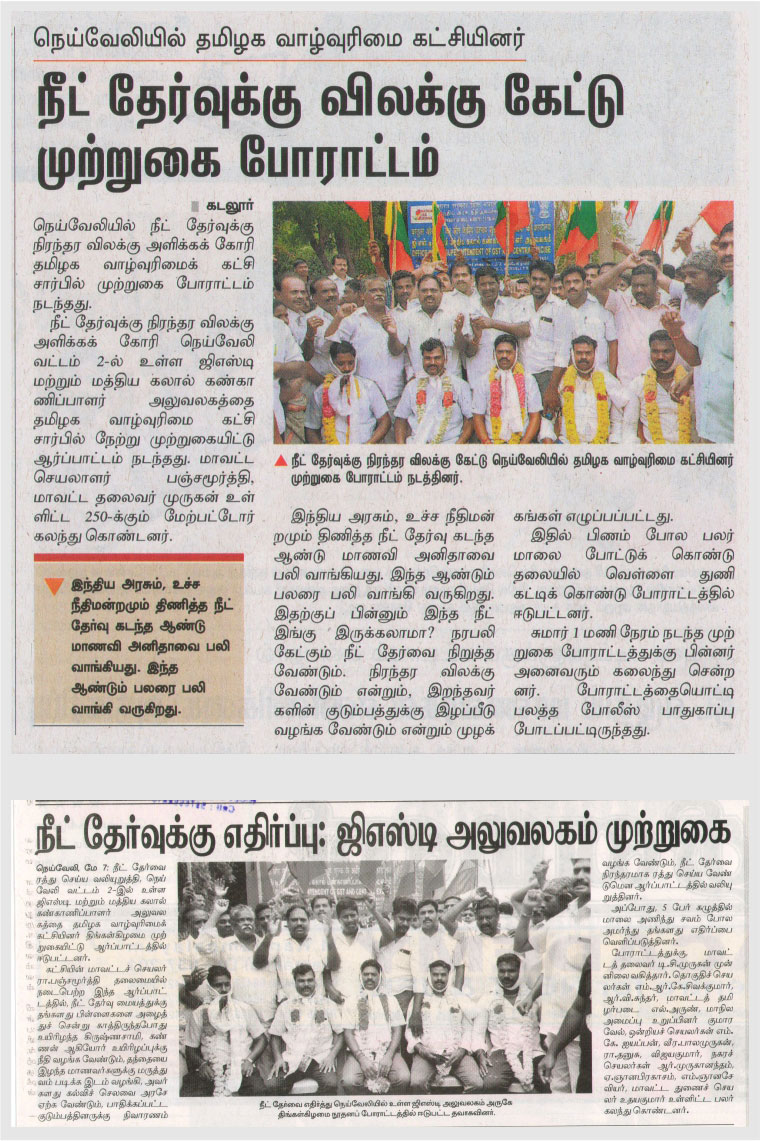 நெய்வேலியில் தமிழக வாழ்வுரிமை கட்சியினர்
நீட் தேர்வுக்கு விலக்கு கேட்டு
முற்றுகை போராட்டம்
கடலூர்
நெய்வேலியில் நீட் தேர்வுக்கு
நிரந்தர விலக்கு அளிக்கக் கோரி
தமிழக வாழ்வுரிமைக் கட்சி
சார்பில் முற்றுகை போராட்டம்
நடந்தது.
நீட் தேர்வுக்கு நிரந்தர விலக்கு
அளிக்கக் கோரி நெய்வேலி
வட்டம் 2-ல் உள்ள ஜிஎஸ்டி
மற்றும் மத்திய கலால் கண்கா
ணிப்பாளர் அலுவலகத்தை
தமிழக வாழ்வுரிமை கட்சி
சார்பில் நேற்று முற்றுகையிட்டு
ஆர்ப்பாட்டம் நடந்தது. மாவட்ட
செயலாளர் பஞ்சமூர்த்தி,
மாவட்ட தலைவர் முருகன் உள்
ளிட்ட 250-க்கும் மேற்பட்டோர்
கலந்து கொண்டனர்.
இந்திய அரசும், உச்ச
நீதிமன்றமும் திணித்த நீட்
தேர்வு கடந்த ஆண்டு
மாணவி அனிதாவை பலி
வாங்கியது. இந்த
ஆண்டும் பலரை பலி
வாங்கி வருகிறது.
நீட் தேர்வுக்கு நிரந்தர விலக்கு கேட்டு நெய்வேலியில் தமிழக வாழ்வுரிமை கட்சியினர்
முற்றுகை போராட்டம் நடத்தினர்.
இந்திய அரசும், உச்ச நீதிமன்
றமும் திணித்த நீட் தேர்வு கடந்த
ஆண்டு மாணவி அனிதாவை
பலி வாங்கியது. இந்த ஆண்டும்
பலரை பலி வாங்கி வருகிறது.
இதற்குப் பின்னும் இந்த நீட்
இங்கு இருக்கலாமா? நரபலி
கேட்கும் நீட் தேர்வை நிறுத்த
வேண்டும். நிரந்தர விலக்கு
வேண்டும் என்றும், இறந்தவர்
களின் குடும்பத்துக்கு இழப்பீடு
வழங்க வேண்டும் என்றும் முழக்
கங்கள் எழுப்பப்பட்டது.
இதில் பிணம் போல பலர்
மாலை போட்டுக் கொண்டு
தலையில் வெள்ளை துணி
கட்டிக் கொண்டு போராட்டத்தில்
ஈடுபட்டனர்.
சுமார் 1 மணி நேரம் நடந்த முற்
றுகை போராட்டத்துக்கு பின்னர்
அனைவரும் கலைந்து சென்ற
னர். போராட்டத்தையொட்டி
பலத்த போலீஸ் பாதுகாப்பு
போடப்பட்டிருந்தது.
நீட் தேர்வுக்கு எதிர்ப்பு: ஜிஎஸ்டி அலுவலகம் முற்றுகை
நெய்வேலி, மே 7: நீட். தேர்வை
ரத்து செய்ய வலியுறுத்தி, நெய்
வேலி வட்டம் 2-இல் உள்ள
ஜிஎஸ்டி மற்றும் மத்திய கலால்
கண்காணிப்பாளர் அலுவல
கத்தை தமிழக வாழ்வுரிமைக்
கட்சியினர் திங்கள்கிழமை முற்
றுகையிட்டு ஆர்ப்பாட்டத்தில்
ஈடுபட்டனர்.
கட்சியின் மாவட்டச் செயலர்
ரா.பஞ்சமூர்த்தி தலைமையில்
நடைபெற்ற இந்த ஆர்ப்பாட்
டத்தில், நீட் தேர்வு மையத்துக்கு
தங்களது பிள்ளைகளை அழைத்
துச் சென்று காத்திருந்தபோது
உயிரிழந்த கிருஷ்ணசாமி, கண்
ணன் ஆகியோர் உயிரிழப்புக்கு
நீதி வழங்க வேண்டும், தந்தையை
இழந்த மாணவர்களுக்கு மருத்து
வம் படிக்க இடம் வழங்கி, அவர்
களது கல்விச் செலவை அரசே
ஏற்க வேண்டும், பாதிக்கப்பட்ட
குடும்பத்தினருக்கு நிவாரணம்
நீட் தேர்வை எதிர்த்து நெய்வேலியில் உள்ள ஜிஎஸ்டி அலுவலகம் அருகே
திங்கள்கிழமை நூதனப் போராட்டத்தில் ஈடுபட்ட தவாகவினர்.
வழங்க வேண்டும், நீட். தேர்வை
நிரந்தரமாக ரத்து செய்ய வேண்
டுமென ஆர்ப்பாட்டத்தில் வலியு
றுத்தினர்.
அப்போது, 5 பேர் கழுத்தில்
மாலை அணிந்து சவம் போல
அமர்ந்து தங்களது எதிர்ப்பை
வெளிப்படுத்தினர்.
போராட்டத்துக்கு, மாவட்
டத் தலைவர் டி.சி.முருகன் முன்
னிலை வகித்தார். தொகுதிச் செய
லர்கள் எம்.ஆர்.கே.சிவக்குமார்,
ஆர்.வி.சுந்தர், மாவட்டத் தமி
ழர்படை எல்.அருண், மாநில
அமைப்பு உறுப்பினர் குமார
வேல், ஒன்றியச் செயலர்கள் எம்.
கே. ஐயப்பன், வீர.பாலமுருகன்,
ரா.தனுசு, விஜயகுமார், நகரச்
செயலர்கள் ஆர்.முருகானந்தம்,
ஏ.ஞானபிரகாசம், எம்.ஞானசே
வியர், மாவட்ட துணைச் செய
லர் உதயகுமார் உள்ளிட்ட பலர்
கலந்து கொண்டனர்.